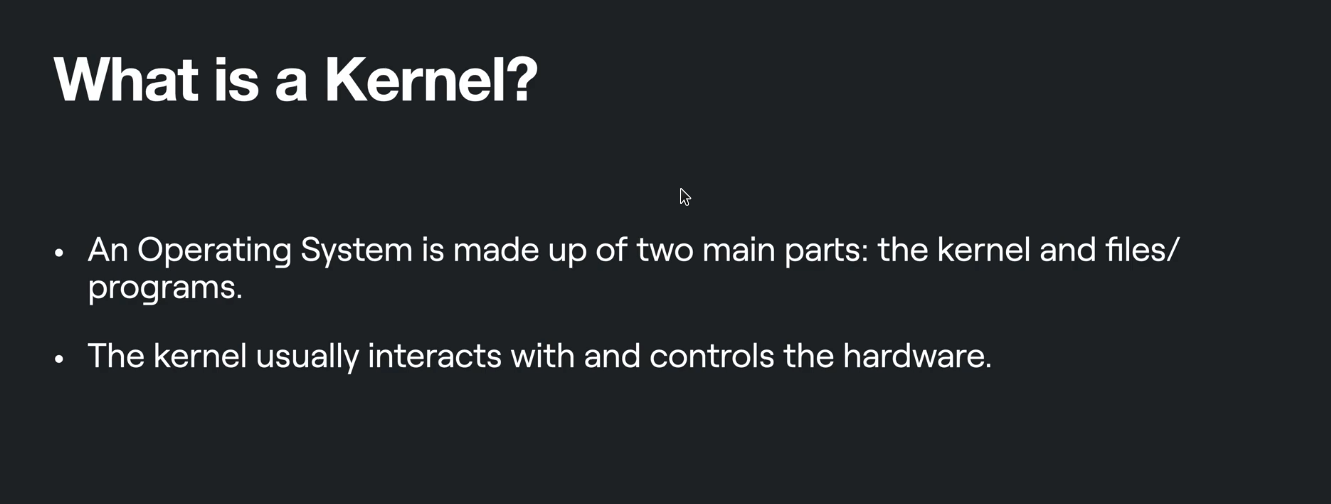 What is a Kernel?
• An Operating System is made up of two main parts: the kernel and files/
programs.
• The kernel usually interacts with and controls the hardware.